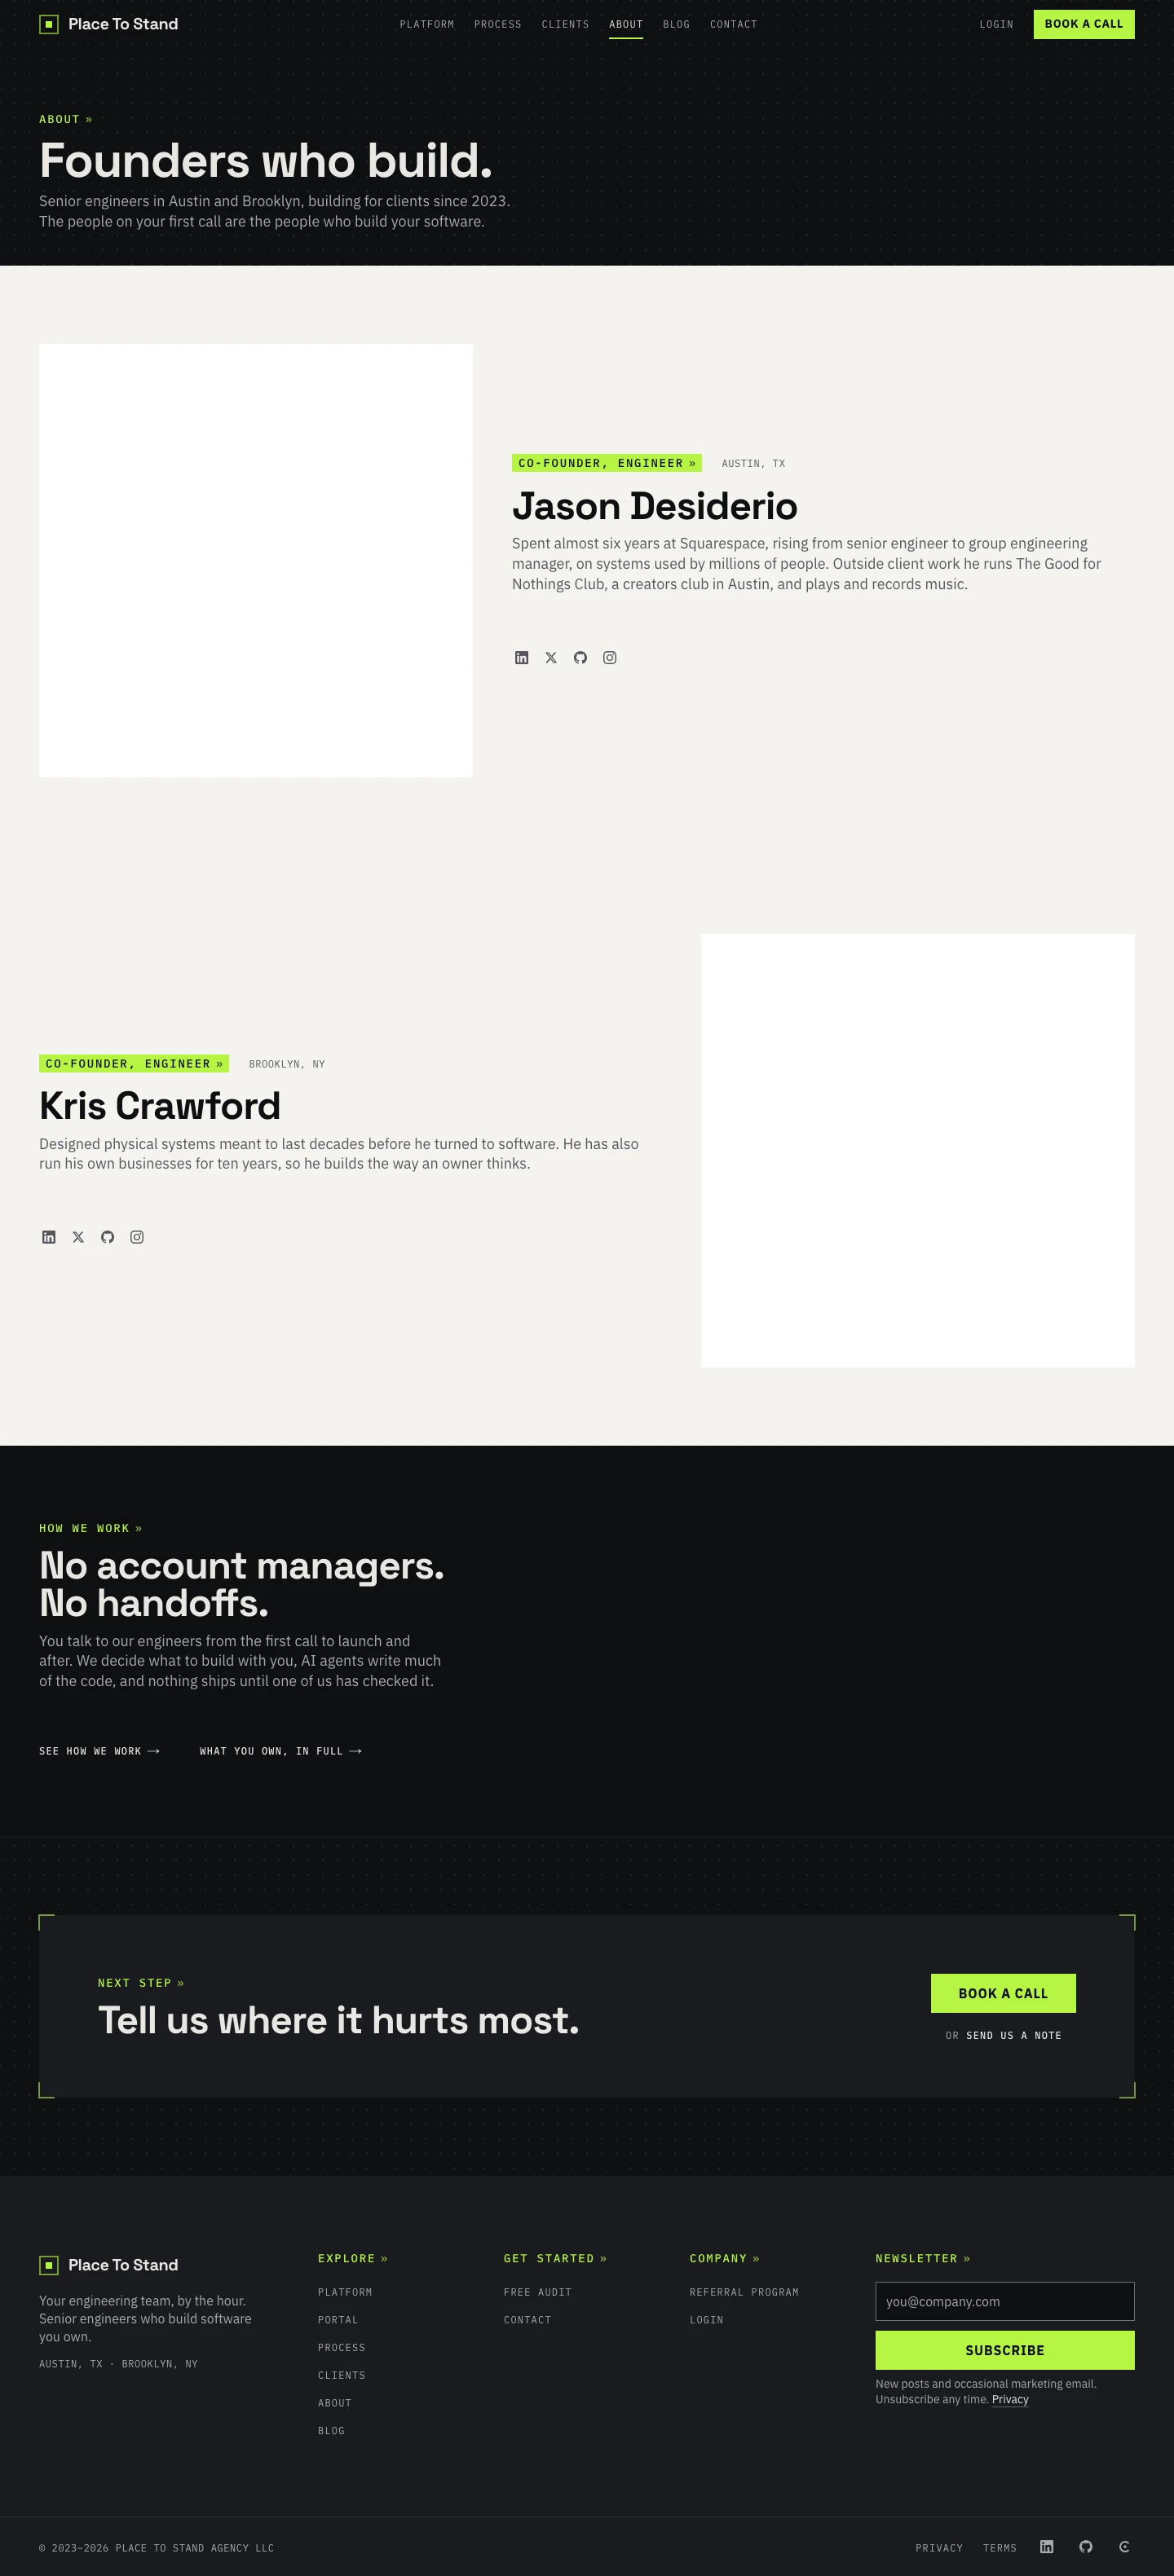 Place To Stand
PLATFORM PROCESS CLIENTS ABOUT BLOG CONTACT
LOGIN
BOOK A CALL
ABOUT »
Founders who build.
Senior engineers in Austin and Brooklyn, building for clients since 2023.
The people on your first call are the people who build your software.
CO-FOUNDER, ENGINEER » AUSTIN, TX
Jason Desiderio
Spent almost six years at Squarespace, rising from senior engineer to group engineering
manager, on systems used by millions of people. Outside client work he runs The Good for
Nothings Club, a creators club in Austin, and plays and records music.
CO-FOUNDER, ENGINEER » BROOKLYN, NY
Kris Crawford
Designed physical systems meant to last decades before he turned to software. He has also
run his own businesses for ten years, so he builds the way an owner thinks.
HOW WE WORK »
No account managers.
No handoffs.
You talk to our engineers from the first call to launch and
after. We decide what to build with you, AI agents write much
of the code, and nothing ships until one of us has checked it.
SEE HOW WE WORK → WHAT YOU OWN, IN FULL →
NEXT STEP »
Tell us where it hurts most.
BOOK A CALL
OR SEND US A NOTE
Place To Stand
Your engineering team, by the hour.
Senior engineers who build software
you own.
AUSTIN, TX · BROOKLYN, NY
EXPLORE »
PLATFORM
PORTAL
PROCESS
CLIENTS
ABOUT
BLOG
GET STARTED »
FREE AUDIT
CONTACT
COMPANY »
REFERRAL PROGRAM
LOGIN
NEWSLETTER »
you@company.com
SUBSCRIBE
New posts and occasional marketing email.
Unsubscribe any time. Privacy
© 2023–2026 PLACE TO STAND AGENCY LLC
PRIVACY TERMS